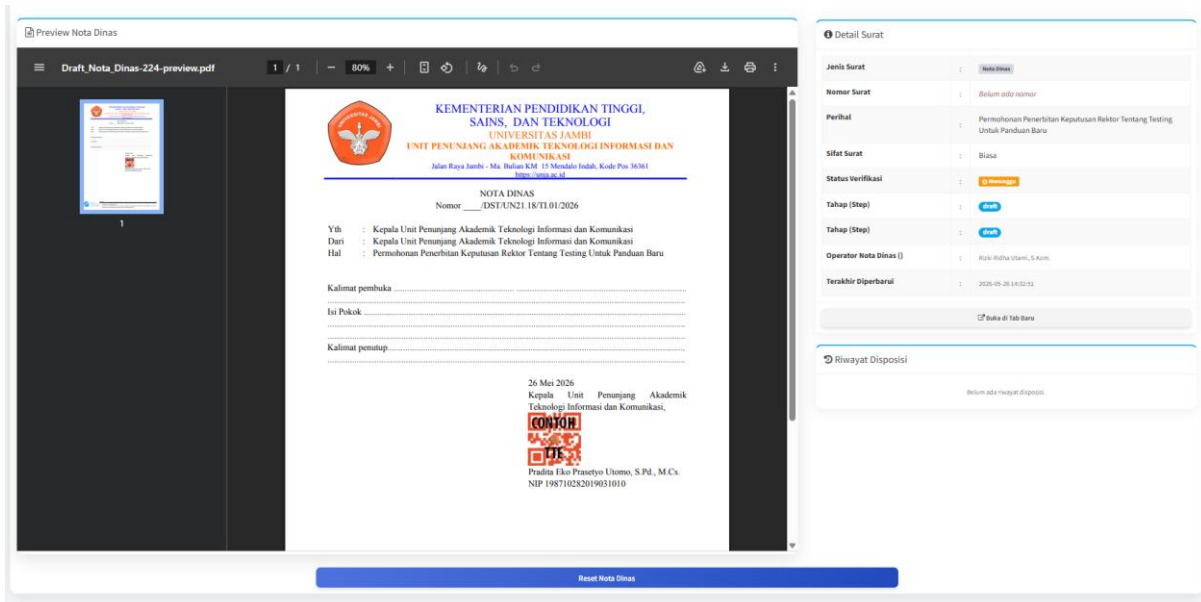 Preview Nota Dinas
Draft_Nota_Dinas-224-preview.pdf
1 / 1
80%
1
KEMENTERIAN PENDIDIKAN TINGGI,
SAINS, DAN TEKNOLOGI
UNIVERSITAS JAMBI
UNIT PENUNJANG AKADEMIK TEKNOLOGI INFORMASI DAN
KOMUNIKASI
Jalan Raya Jambi - Ma. Bulian KM 15 Mendalo Indah, Kode Pos 36361
https://unja.ac.id
NOTA DINAS
Nomor ____/DST/UN21.18/TI.01/2026
Yth : Kepala Unit Penunjang Akademik Teknologi Informasi dan Komunikasi
Dari : Kepala Unit Penunjang Akademik Teknologi Informasi dan Komunikasi
Hal : Permohonan Penerbitan Keputusan Rektor Tentang Testing Untuk Panduan Baru
Kalimat pembuka
Isi Pokok
Kalimat penutup
26 Mei 2026
Kepala Unit Penunjang Akademik
Teknologi Informasi dan Komunikasi,
CONTOH
TTE
Pradita Eko Prasetyo Utomo, S.Pd., M.Cs.
NIP 198710282019031010
Reset Nota Dinas
Detail Surat
Jenis Surat : Nota Dinas
Nomor Surat : Belum ada nomor
Perihal : Permohonan Penerbitan Keputusan Rektor Tentang Testing
Untuk Panduan Baru
Sifat Surat : Biasa
Status Verifikasi : Menunggu
Tahap (Step) : draft
Tahap (Step) : draft
Operator Nota Dinas () : Rizki Ridha Utami, S.Kom.
Terakhir Diperbarui : 2026-05-26 14:32:51
Buka di Tab Baru
Riwayat Disposisi
Belum ada riwayat disposisi.